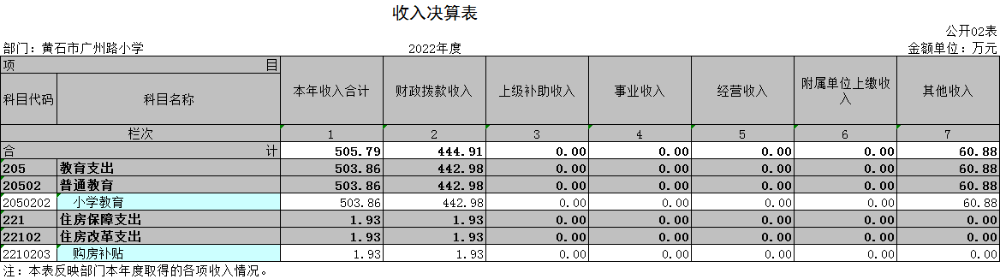 收入决算表
公开02表
部门：黄石市广州路小学 2022年度 金额单位：万元
项 目 本年收入合计 财政拨款收入 上级补助收入 事业收入 经营收入 附属单位上缴收入 其他收入
科目代码 科目名称
栏次 1 2 3 4 5 6 7
合 计 505.79 444.91 0.00 0.00 0.00 0.00 60.88
205 教育支出 503.86 442.98 0.00 0.00 0.00 0.00 60.88
20502 普通教育 503.86 442.98 0.00 0.00 0.00 0.00 60.88
2050202 小学教育 503.86 442.98 0.00 0.00 0.00 0.00 60.88
221 住房保障支出 1.93 1.93 0.00 0.00 0.00 0.00 0.00
22102 住房改革支出 1.93 1.93 0.00 0.00 0.00 0.00 0.00
2210203 购房补贴 1.93 1.93 0.00 0.00 0.00 0.00 0.00
注：本表反映部门本年度取得的各项收入情况。